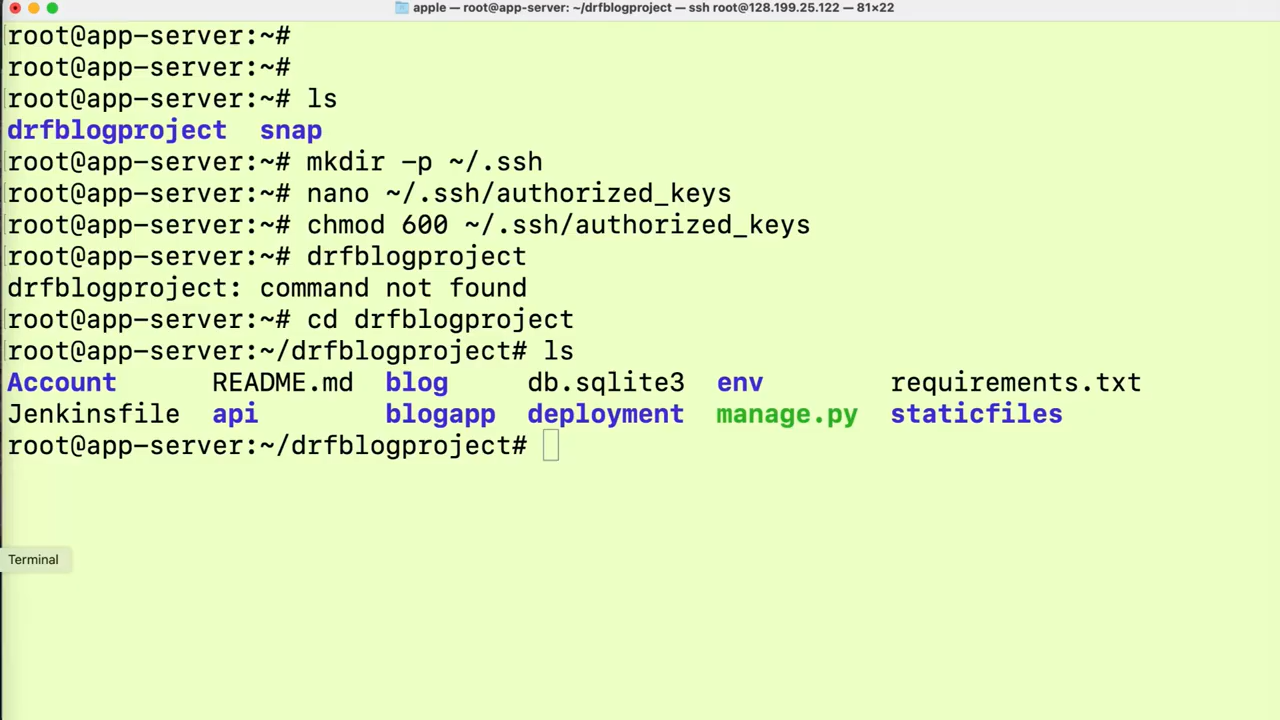 apple — root@app-server: ~/drfblogproject — ssh root@128.199.25.122 — 81×22
root@app-server:~#
root@app-server:~#
root@app-server:~# ls
drfblogproject  snap
root@app-server:~# mkdir -p ~/.ssh
root@app-server:~# nano ~/.ssh/authorized_keys
root@app-server:~# chmod 600 ~/.ssh/authorized_keys
root@app-server:~# drfblogproject
drfblogproject: command not found
root@app-server:~# cd drfblogproject
root@app-server:~/drfblogproject# ls
Account      README.md  blog     db.sqlite3  env        requirements.txt
Jenkinsfile  api        blogapp  deployment  manage.py  staticfiles
root@app-server:~/drfblogproject#
Terminal